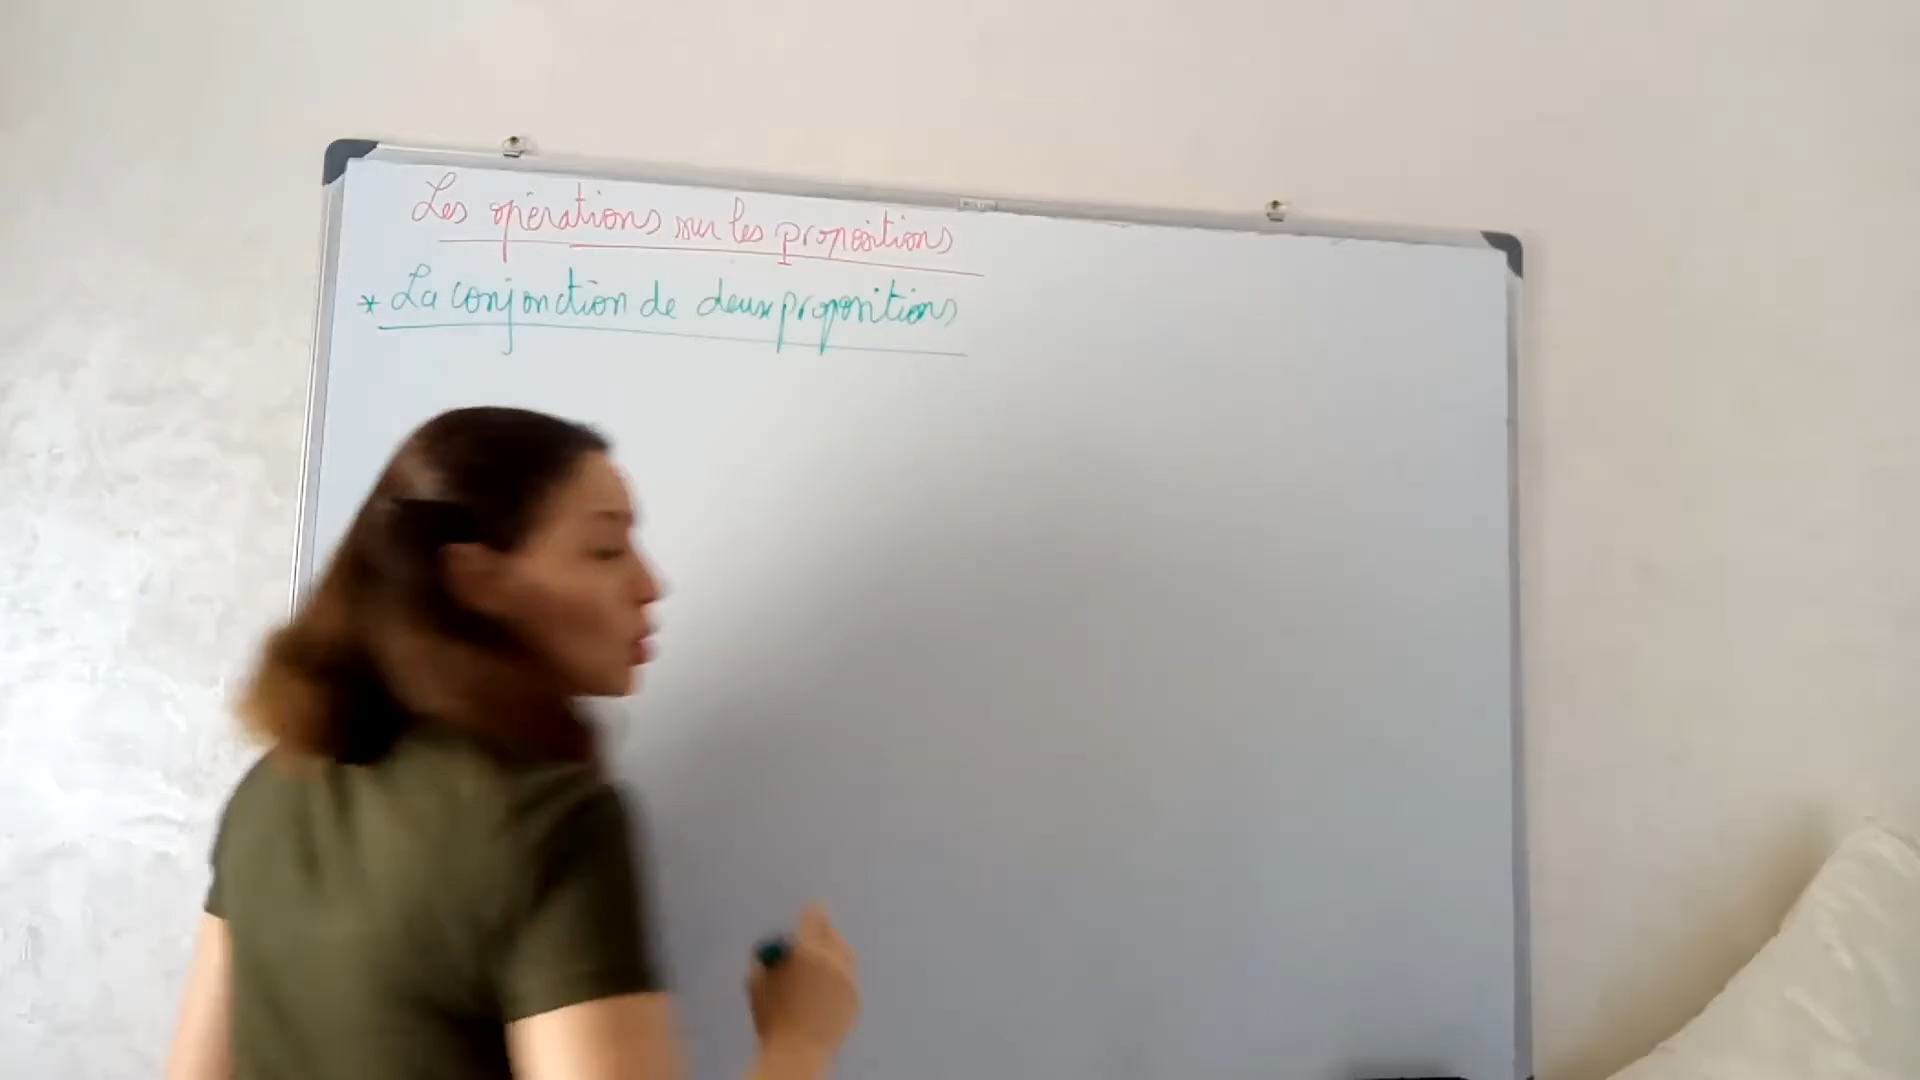 Les opérations sur les propositions
* La conjonction de deux propositions